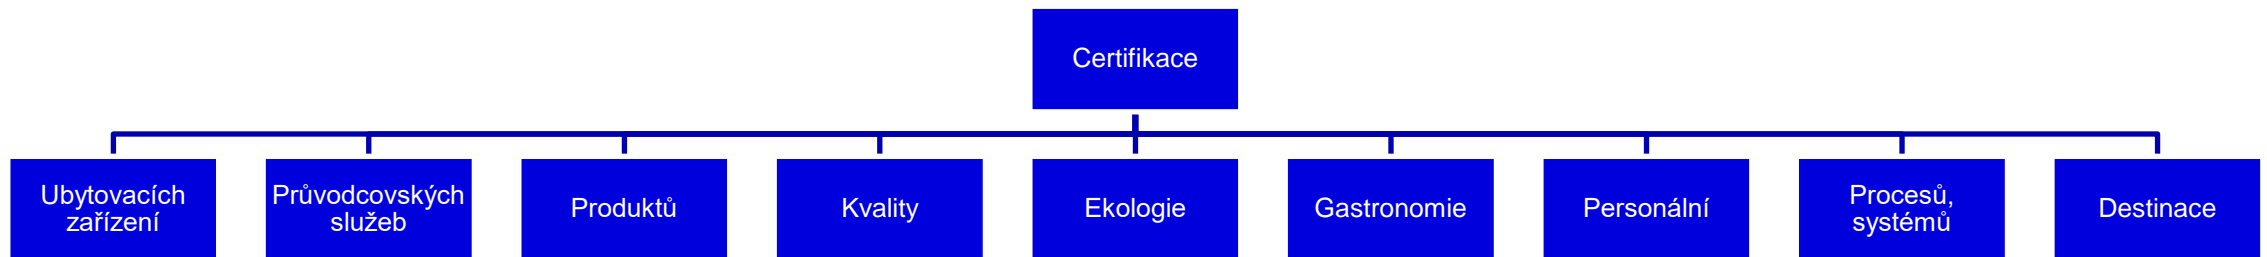 Certifikace
Ubytovacích
zařízení
Průvodcovských
služeb
Produktů
Kvality
Ekologie
Gastronomie
Personální
Procesů,
systémů
Destinace